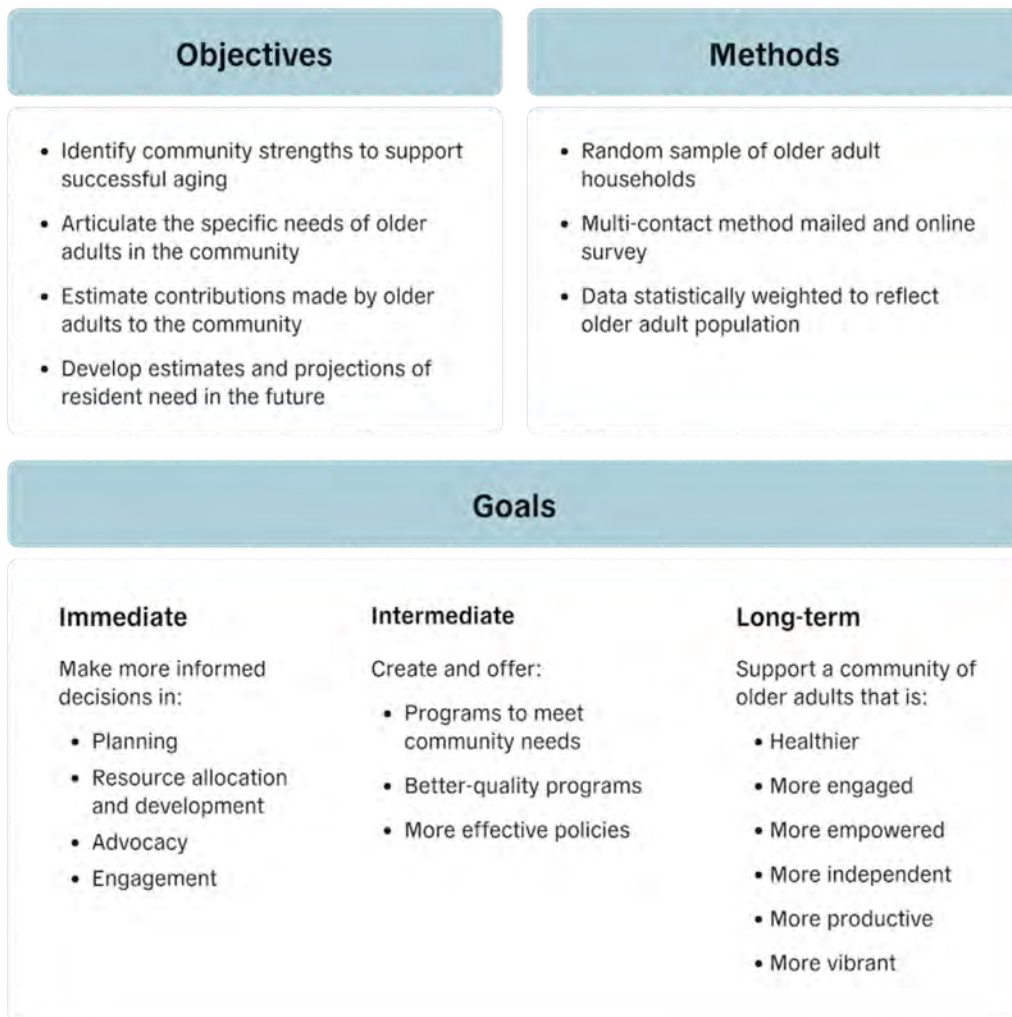 Objectives
• Identify community strengths to support
successful aging
• Articulate the specific needs of older
adults in the community
• Estimate contributions made by older
adults to the community
• Develop estimates and projections of
resident need in the future
Methods
• Random sample of older adult
households
• Multi-contact method mailed and online
survey
• Data statistically weighted to reflect
older adult population
Goals
Immediate
Make more informed
decisions in:
• Planning
• Resource allocation
and development
• Advocacy
• Engagement
Intermediate
Create and offer:
• Programs to meet
community needs
• Better-quality programs
• More effective policies
Long-term
Support a community of
older adults that is:
• Healthier
• More engaged
• More empowered
• More independent
• More productive
• More vibrant